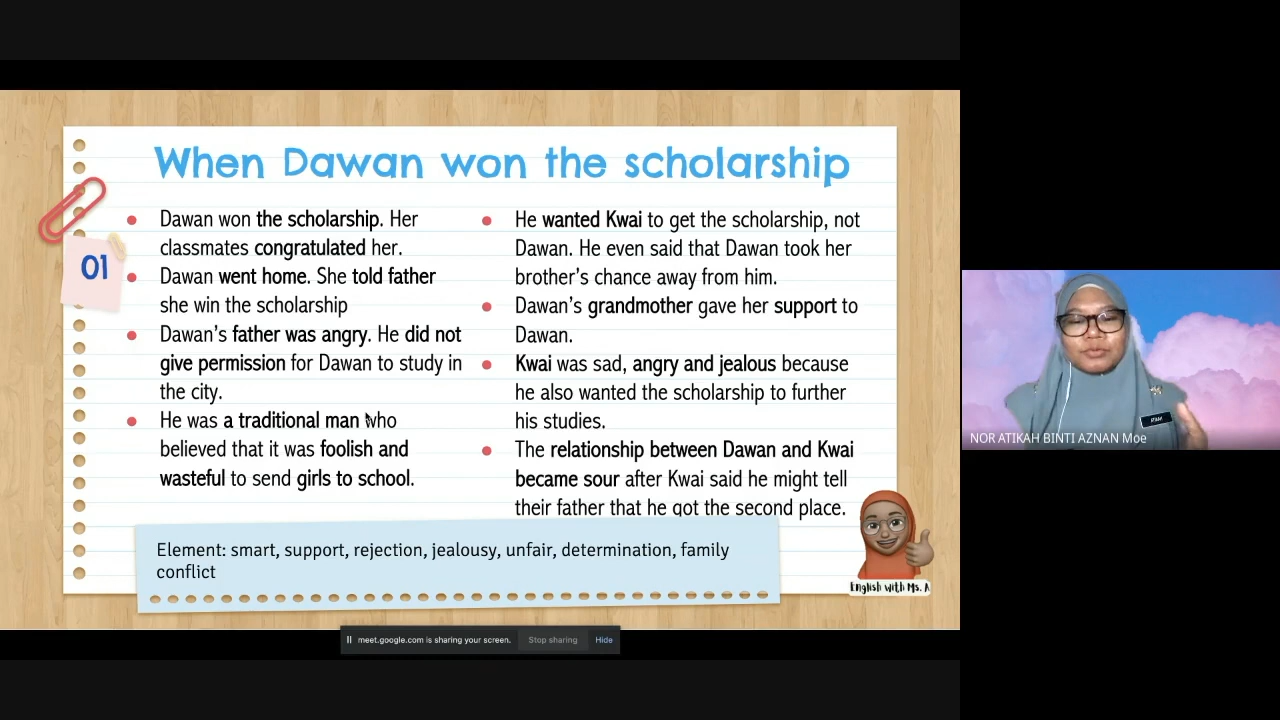 When Dawan won the scholarship
01
Dawan won the scholarship. Her
classmates congratulated her.
Dawan went home. She told father
she win the scholarship
Dawan's father was angry. He did not
give permission for Dawan to study in
the city.
He was a traditional man who
believed that it was foolish and
wasteful to send girls to school.
He wanted Kwai to get the scholarship, not
Dawan. He even said that Dawan took her
brother's chance away from him.
Dawan's grandmother gave her support to
Dawan.
Kwai was sad, angry and jealous because
he also wanted the scholarship to further
his studies.
The relationship between Dawan and Kwai
became sour after Kwai said he might tell
their father that he got the second place.
Element: smart, support, rejection, jealousy, unfair, determination, family
conflict
English with Ms. A
meet.google.com is sharing your screen. Stop sharing Hide
NOR ATIKAH BINTI AZNAN Moe